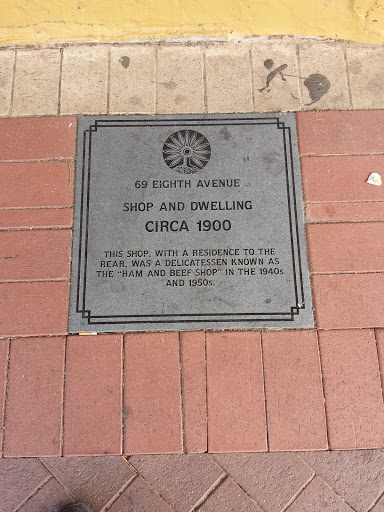 69 EIGHTH AVENUE
SHOP AND DWELLING
CIRCA 1900
THIS SHOP, WITH A RESIDENCE TO THE
REAR, WAS A DELICATESSEN KNOWN AS
THE "HAM AND BEEF SHOP" IN THE 1940s
AND 1950s.